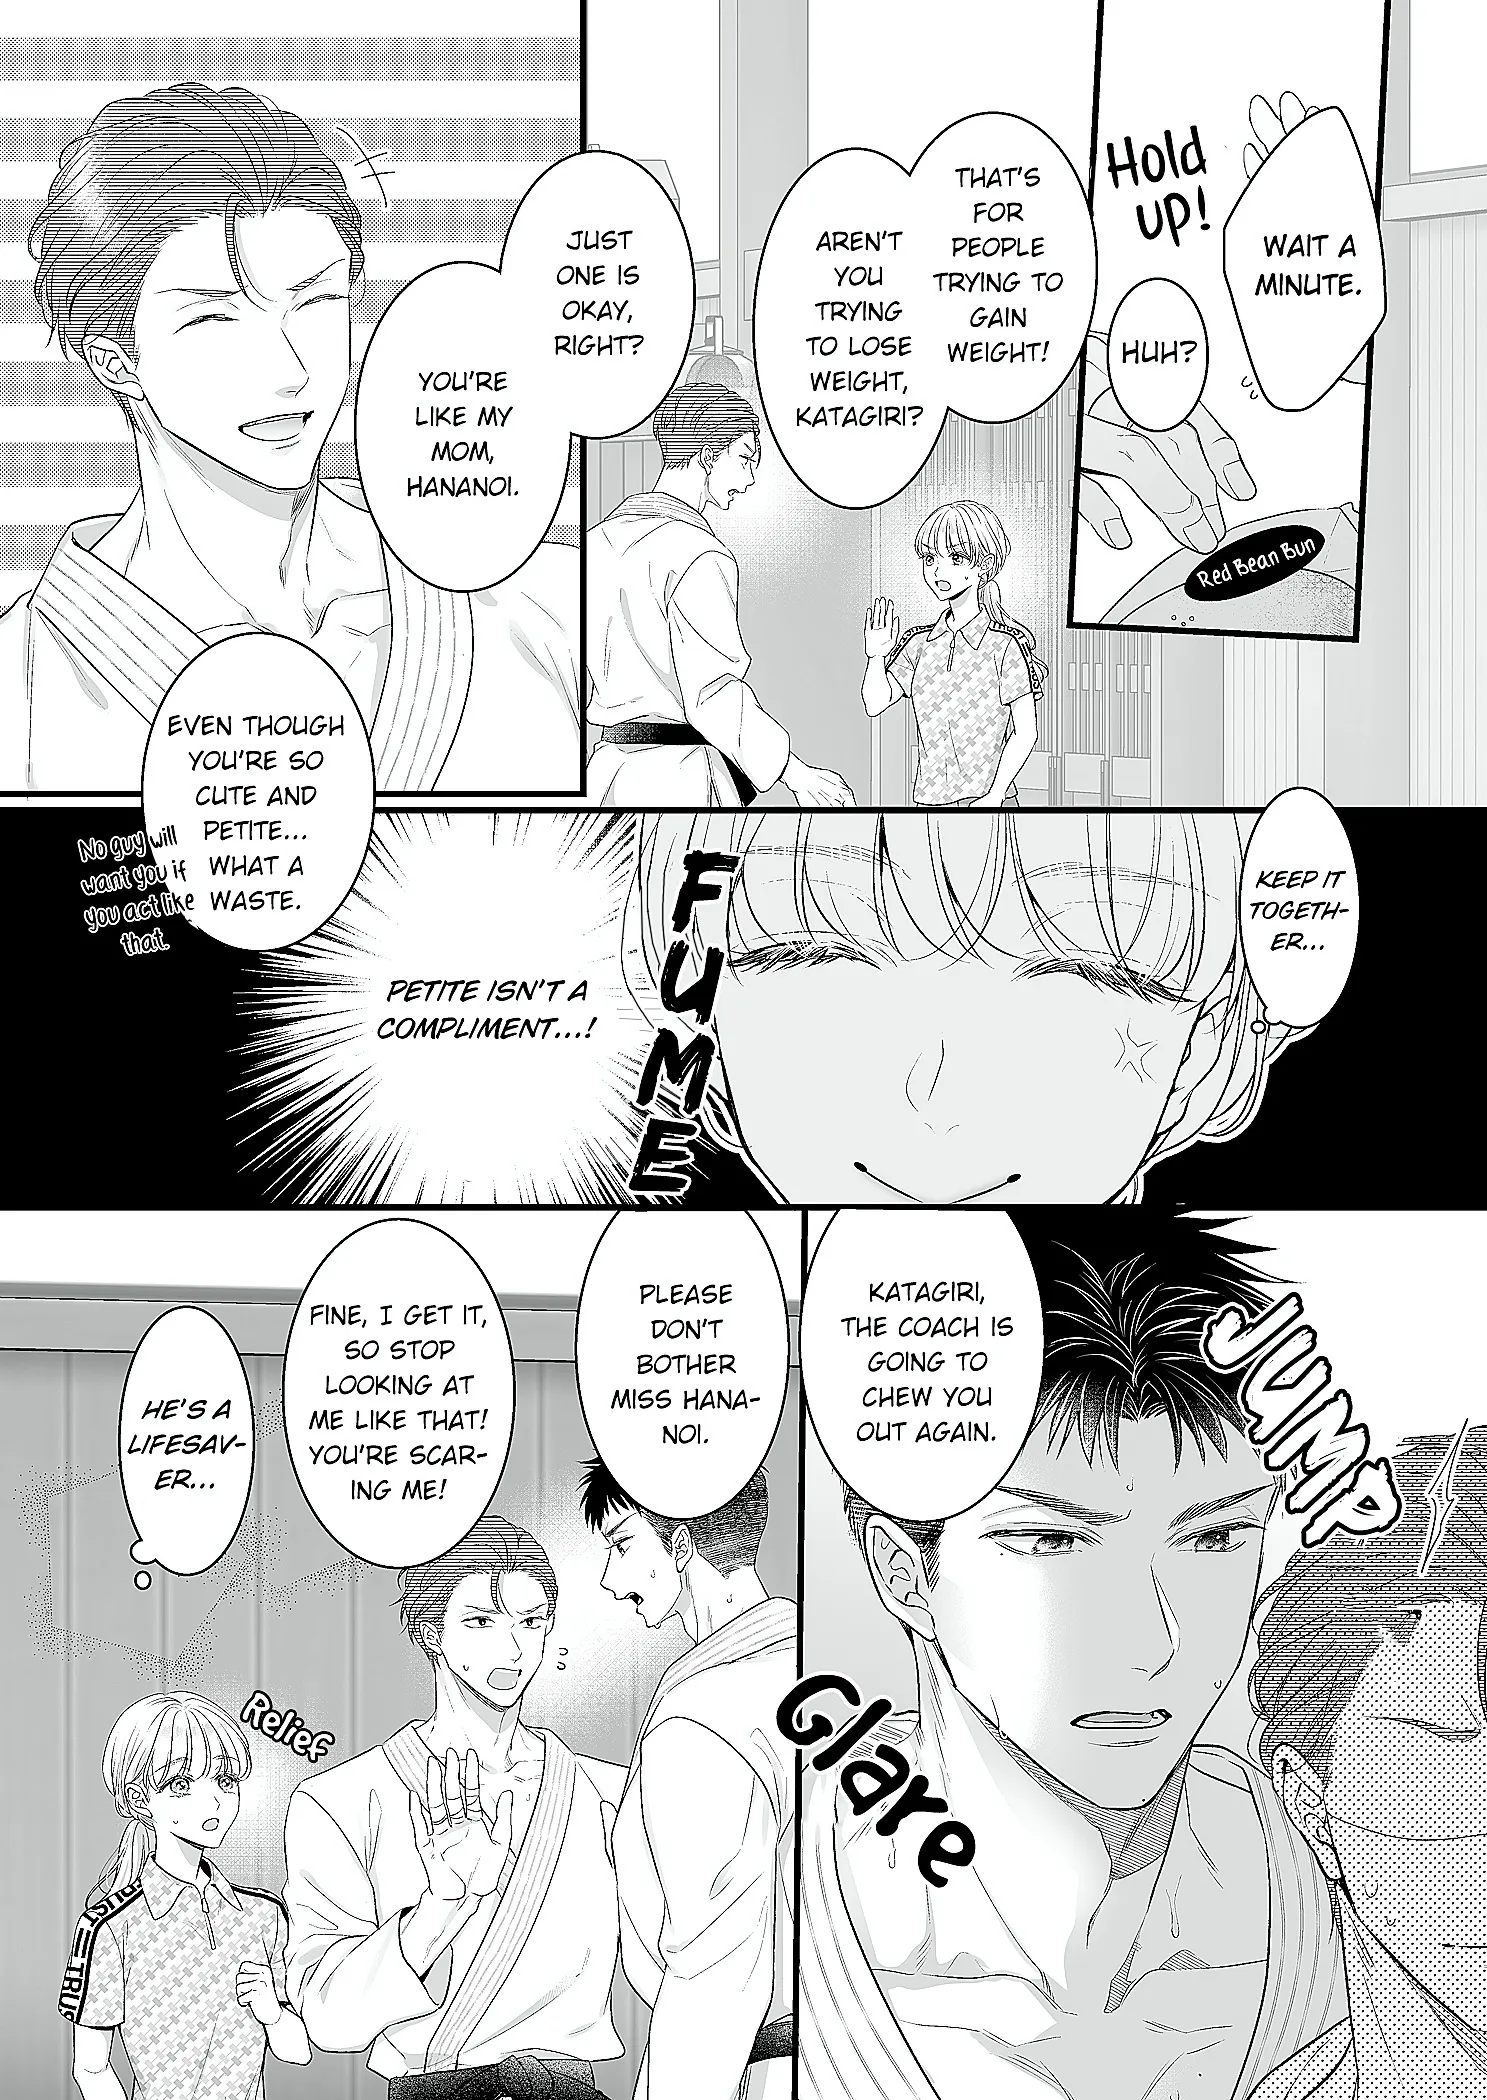 WAIT A
MINUTE.
Hold
UP!
HUH?
Red Bean Bun
THAT'S
FOR
PEOPLE
TRYING TO
GAIN
WEIGHT!
AREN'T
YOU
TRYING
TO LOSE
WEIGHT,
KATAGIRI?
JUST
ONE IS
OKAY,
RIGHT?
YOU'RE
LIKE MY
MOM,
HANANOI.
EVEN THOUGH
YOU'RE SO
CUTE AND
PETITE...
WHAT A
WASTE.
No guy will
want you if
you act like
that.
KEEP IT
TOGETH-
ER...
FUME
PETITE ISN'T A
COMPLIMENT...!
KATAGIRI,
THE COACH IS
GOING TO
CHEW YOU
OUT AGAIN.
JUMP
Glare
PLEASE
DON'T
BOTHER
MISS HANA-
NOI.
FINE, I GET IT,
SO STOP
LOOKING AT
ME LIKE THAT!
YOU'RE SCAR-
ING ME!
HE'S A
LIFESAV-
ER...
Relief
TRUST